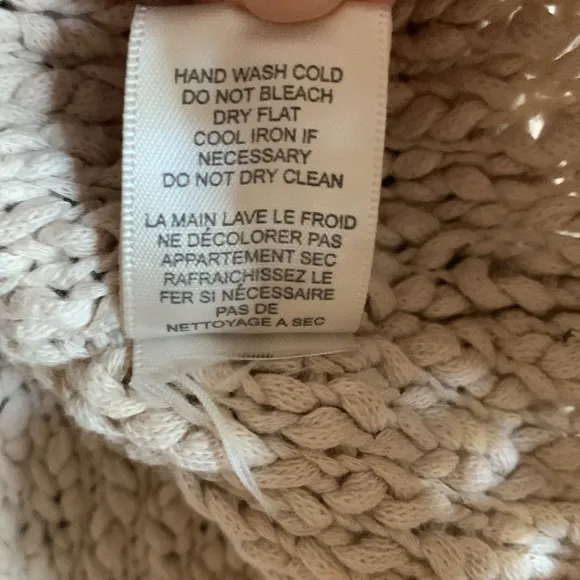 HAND WASH COLD
DO NOT BLEACH
DRY FLAT
COOL IRON IF
NECESSARY
DO NOT DRY CLEAN
LA MAIN LAVE LE FROID
NE DÉCOLORER PAS
APPARTEMENT SEC
RAFRAICHISSEZ LE
FER SI NÉCESSAIRE
PAS DE
NETTOYAGE A SEC